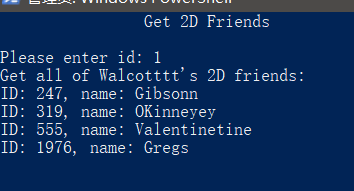 管理员: Windows PowerShell
Get 2D Friends
Please enter id: 1
Get all of Walcotttt's 2D friends:
ID: 247, name: Gibsonn
ID: 319, name: OKinneyey
ID: 555, name: Valentinetine
ID: 1976, name: Gregs